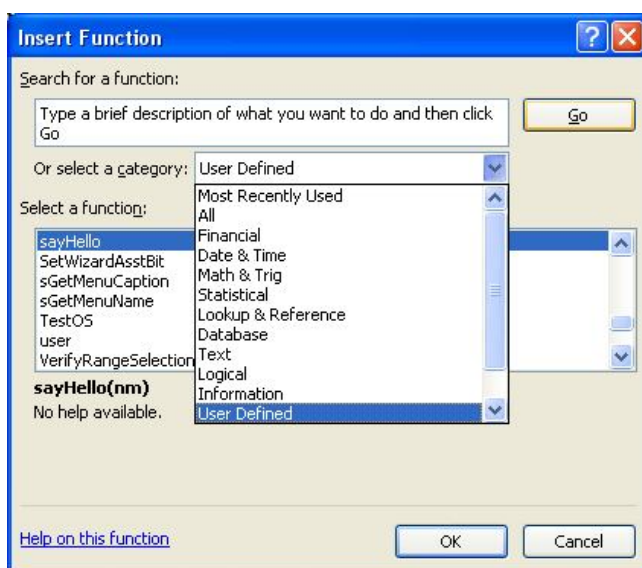 Insert Function
Search for a function:
Type a brief description of what you want to do and then click
Go
Go
Or select a category: User Defined
Most Recently Used
All
Financial
Date & Time
Math & Trig
Statistical
Lookup & Reference
Database
Text
Logical
Information
User Defined
Select a function:
sayHello
SetWizardAsstBit
sGetMenuCaption
sGetMenuName
TestOS
user
VerifyRangeSelection
sayHello(nm)
No help available.
Help on this function
OK
Cancel